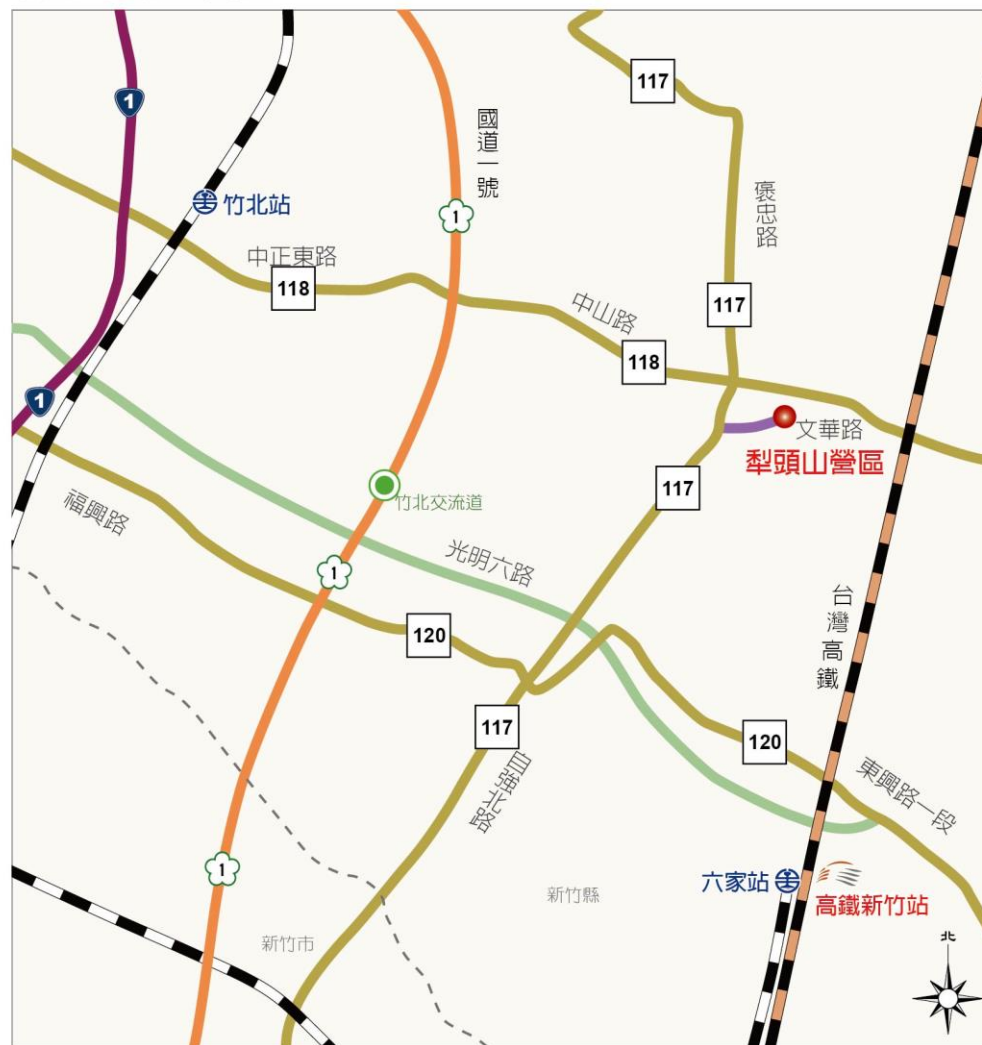 117
1
國道一號
1
竹北站
褒忠路
中正東路
118
117
中山路
118
1
文華路
犁頭山營區
117
竹北交流道
福興路
光明六路
1
台灣高鐵
120
117
120
自強北路
東興路一段
1
六家站
新竹縣
高鐵新竹站
新竹市
北